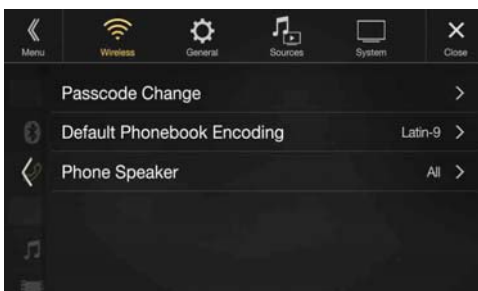 Menu Wireless General Sources System Close
Passcode Change
Default Phonebook Encoding Latin-9
Phone Speaker All